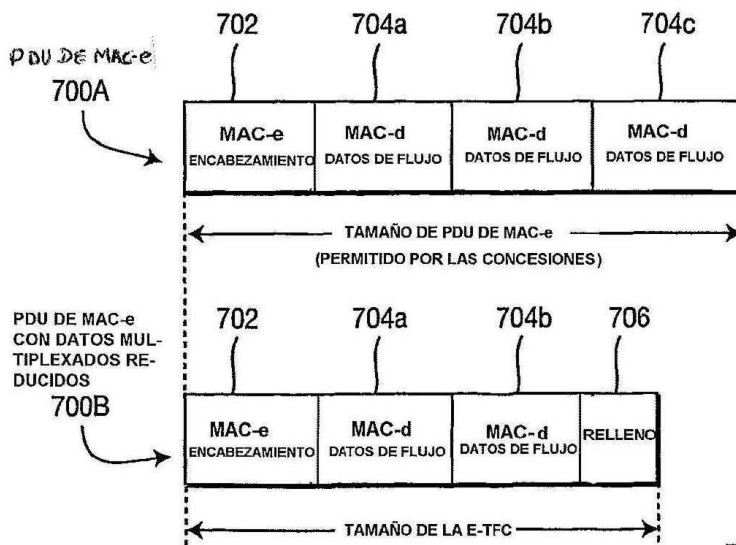 702 704a 704b 704c
PDU DE MAC-e
700A
MAC-e MAC-d MAC-d MAC-d
ENCABEZAMIENTO DATOS DE FLUJO DATOS DE FLUJO DATOS DE FLUJO
TAMAÑO DE PDU DE MAC-e
(PERMITIDO POR LAS CONCESIONES)
702 704a 704b 706
PDU DE MAC-e
CON DATOS MUL-
TIPLEXADOS RE-
DUCIDOS
700B
MAC-e MAC-d MAC-d RELLENO
ENCABEZAMIENTO DATOS DE FLUJO DATOS DE FLUJO
TAMAÑO DE LA E-TFC